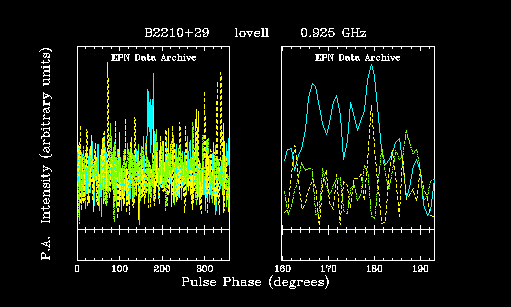 B2210+29 lovell 0.925 GHz
EPN Data Archive EPN Data Archive
P.A. Intensity (arbitrary units)
0 100 200 300 160 170 180 190
Pulse Phase (degrees)